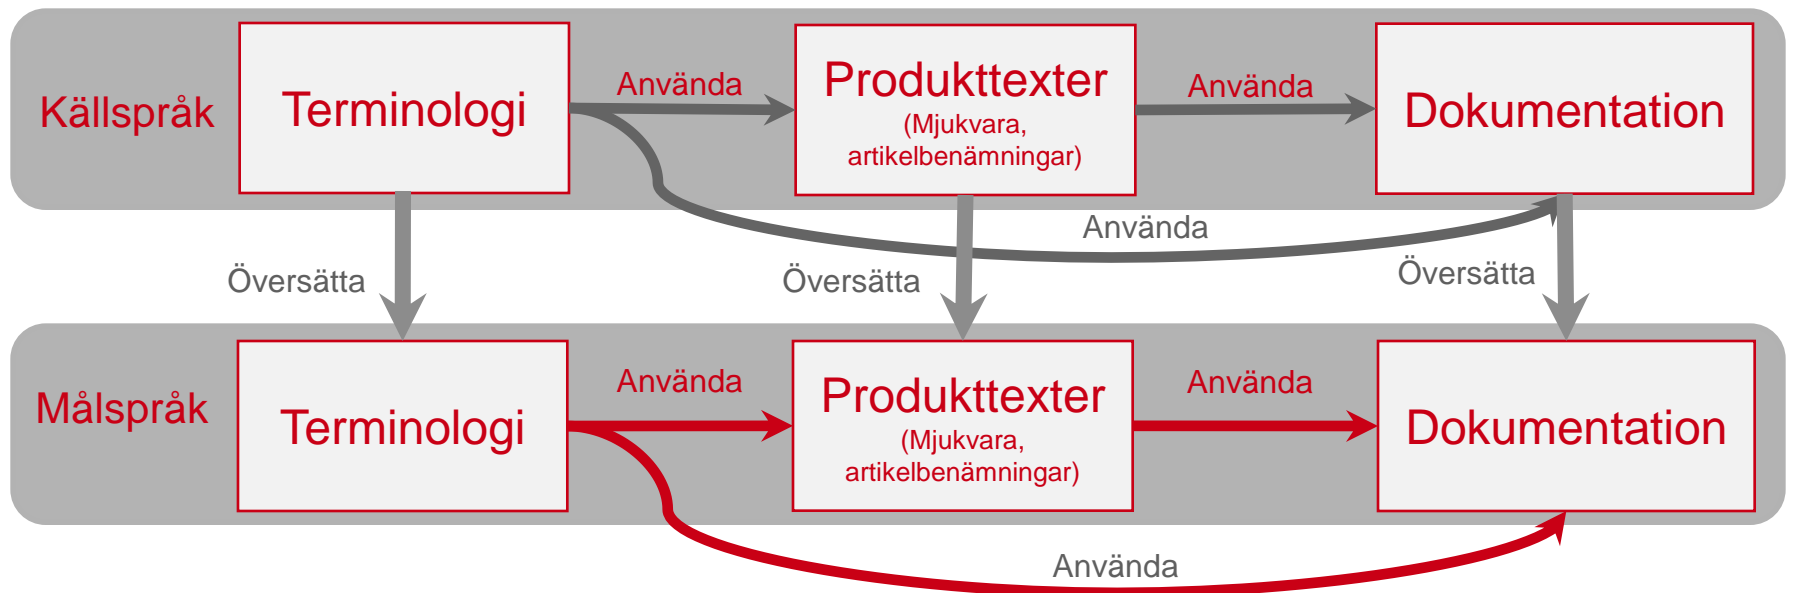 Källspråk
Terminologi
Använda
Produkttexter
(Mjukvara,
artikelbenämningar)
Använda
Dokumentation
Använda
Översätta
Översätta
Översätta
Målspråk
Terminologi
Använda
Produkttexter
(Mjukvara,
artikelbenämningar)
Använda
Dokumentation
Använda